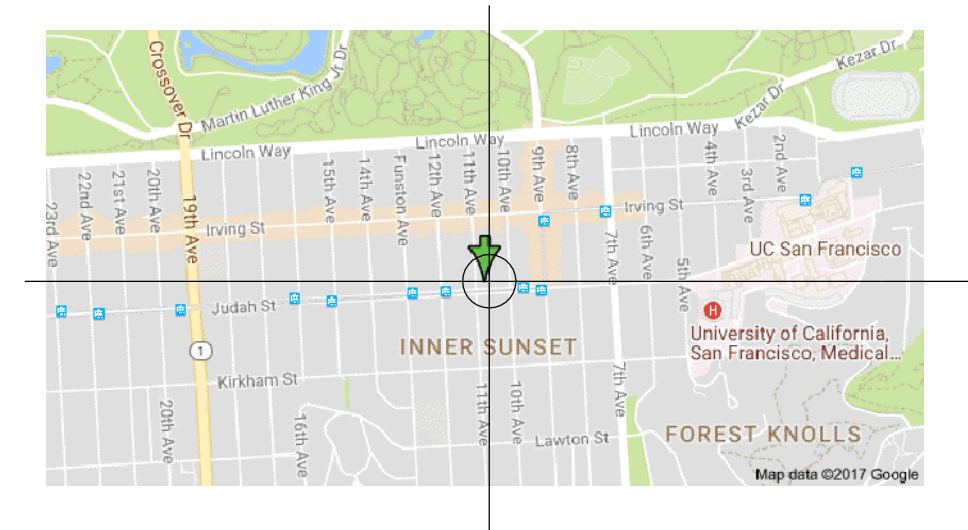 Crossover Dr
Martin Luther King Jr Dr
Kezar Dr
Kezar Dr
Lincoln Way
Lincoln Way
Lincoln Way
23rd Ave
22nd Ave
21st Ave
20th Ave
19th Ave
15th Ave
14th Ave
Funston Ave
12th Ave
11th Ave
10th Ave
9th Ave
8th Ave
7th Ave
6th Ave
5th Ave
4th Ave
3rd Ave
2nd Ave
Irving St
Irving St
UC San Francisco
Judah St
H
University of California,
San Francisco, Medical...
1
INNER SUNSET
Kirkham St
20th Ave
16th Ave
11th Ave
10th Ave
7th Ave
Lawton St
FOREST KNOLLS
Map data ©2017 Google